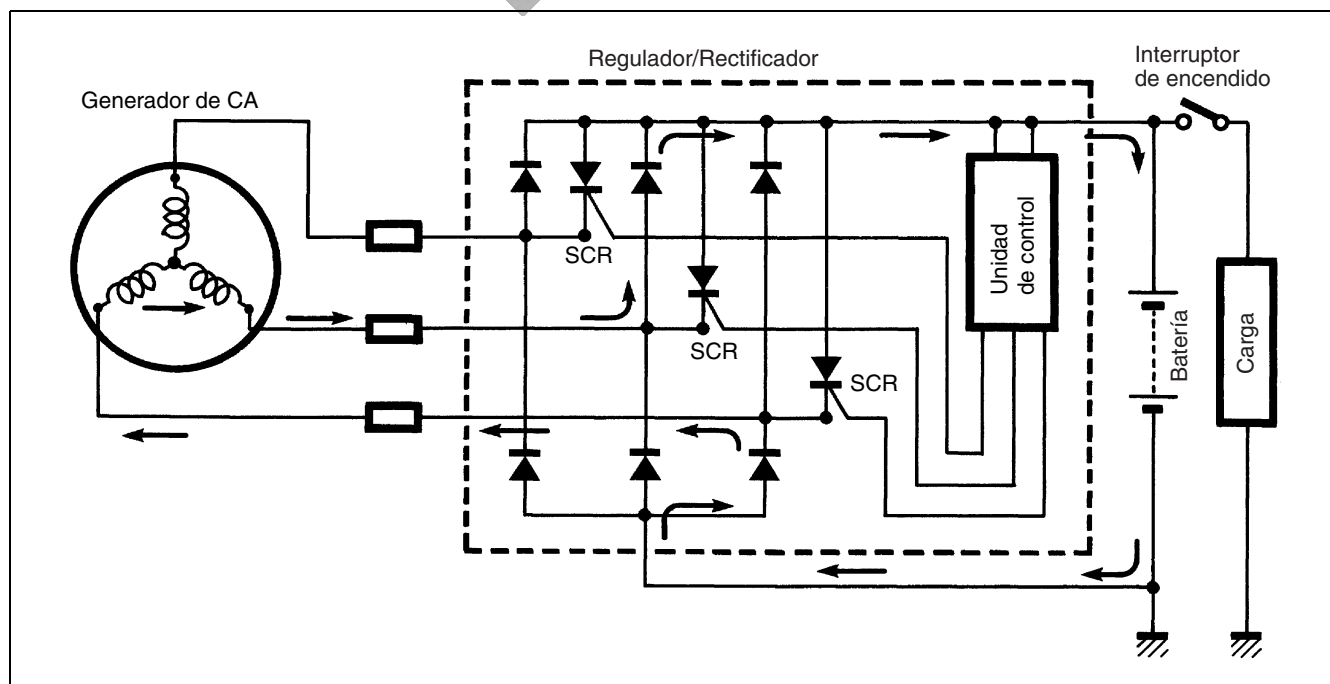 Regulador/Rectificador
Interruptor
de encendido
Generador de CA
SCR
SCR
SCR
Unidad
de control
Batería
Carga